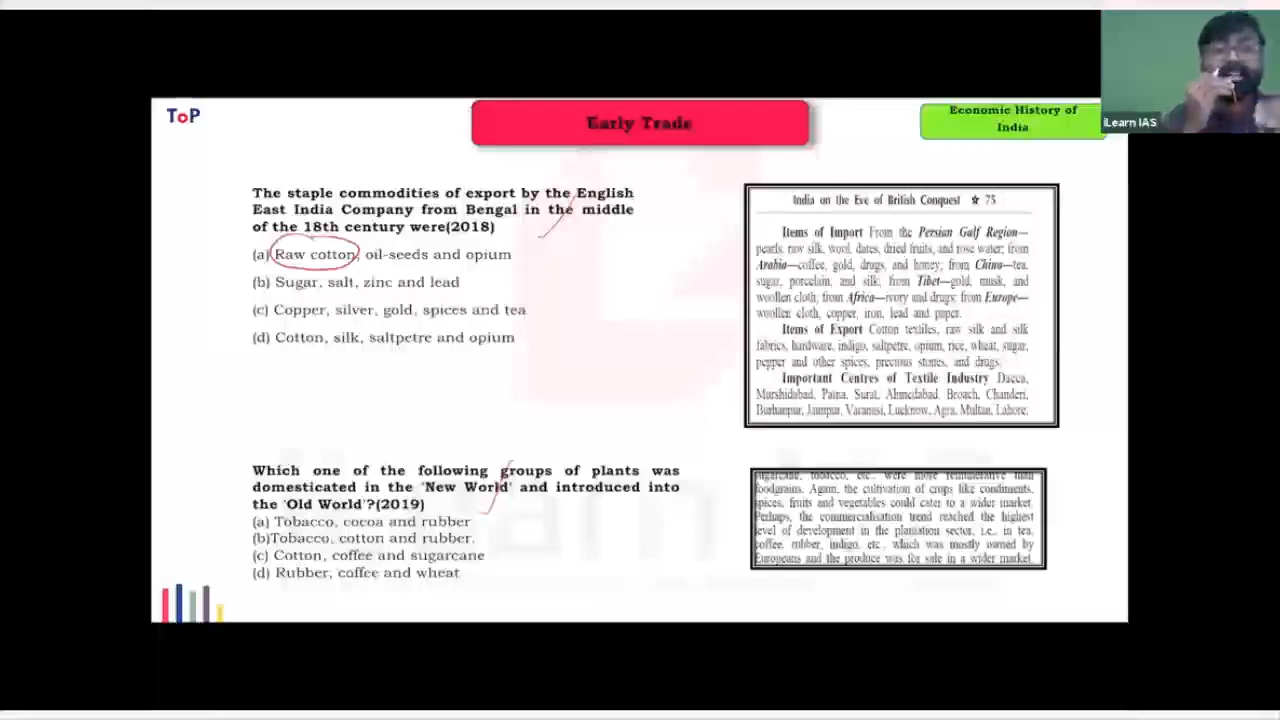 ToP
Early Trade
Economic History of
India
iLearn IAS
The staple commodities of export by the English
East India Company from Bengal in the middle
of the 18th century were(2018)
(a) Raw cotton, oil-seeds and opium
(b) Sugar, salt, zinc and lead
(c) Copper, silver, gold, spices and tea
(d) Cotton, silk, saltpetre and opium
India on the Eve of British Conquest ☆ 75
Items of Import From the Persian Gulf Region—
pearls, raw silk, wool, dates, dried fruits, and rose water; from
Arabia—coffee, gold, drugs, and honey; from China—tea,
sugar, porcelain, and silk; from Tibet—gold, musk, and
woollen cloth; from Africa—ivory and drugs; from Europe—
woollen cloth, copper, iron, lead and paper.
Items of Export Cotton textiles, raw silk and silk
fabrics, hardware, indigo, saltpetre, opium, rice, wheat, sugar,
pepper and other spices, precious stones, and drugs.
Important Centres of Textile Industry Dacca,
Murshidabad, Patna, Surat, Ahmedabad, Broach, Chanderi,
Burhanpur, Jaunpur, Varanasi, Lucknow, Agra, Multan, Lahore,
Which one of the following groups of plants was
domesticated in the 'New World' and introduced into
the 'Old World'?(2019)
(a) Tobacco, cocoa and rubber
(b)Tobacco, cotton and rubber.
(c) Cotton, coffee and sugarcane
(d) Rubber, coffee and wheat
sugarcane, tobacco, etc., were more remunerative than
foodgrains. Again, the cultivation of crops like condiments,
spices, fruits and vegetables could cater to a wider market.
Perhaps, the commercialisation trend reached the highest
level of development in the plantation sector, i.e., in tea,
coffee, rubber, indigo, etc., which was mostly owned by
Europeans and the produce was for sale in a wider market.